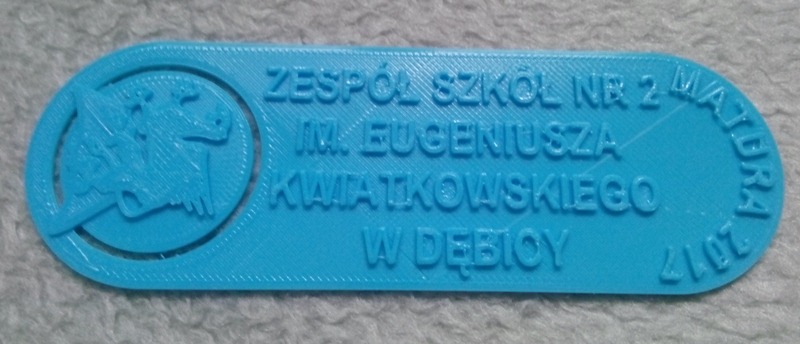 ZESPÓŁ SZKÓŁ NR 2
IM. EUGENIUSZA
KWIATKOWSKIEGO
W DĘBICY
MATURA 2017